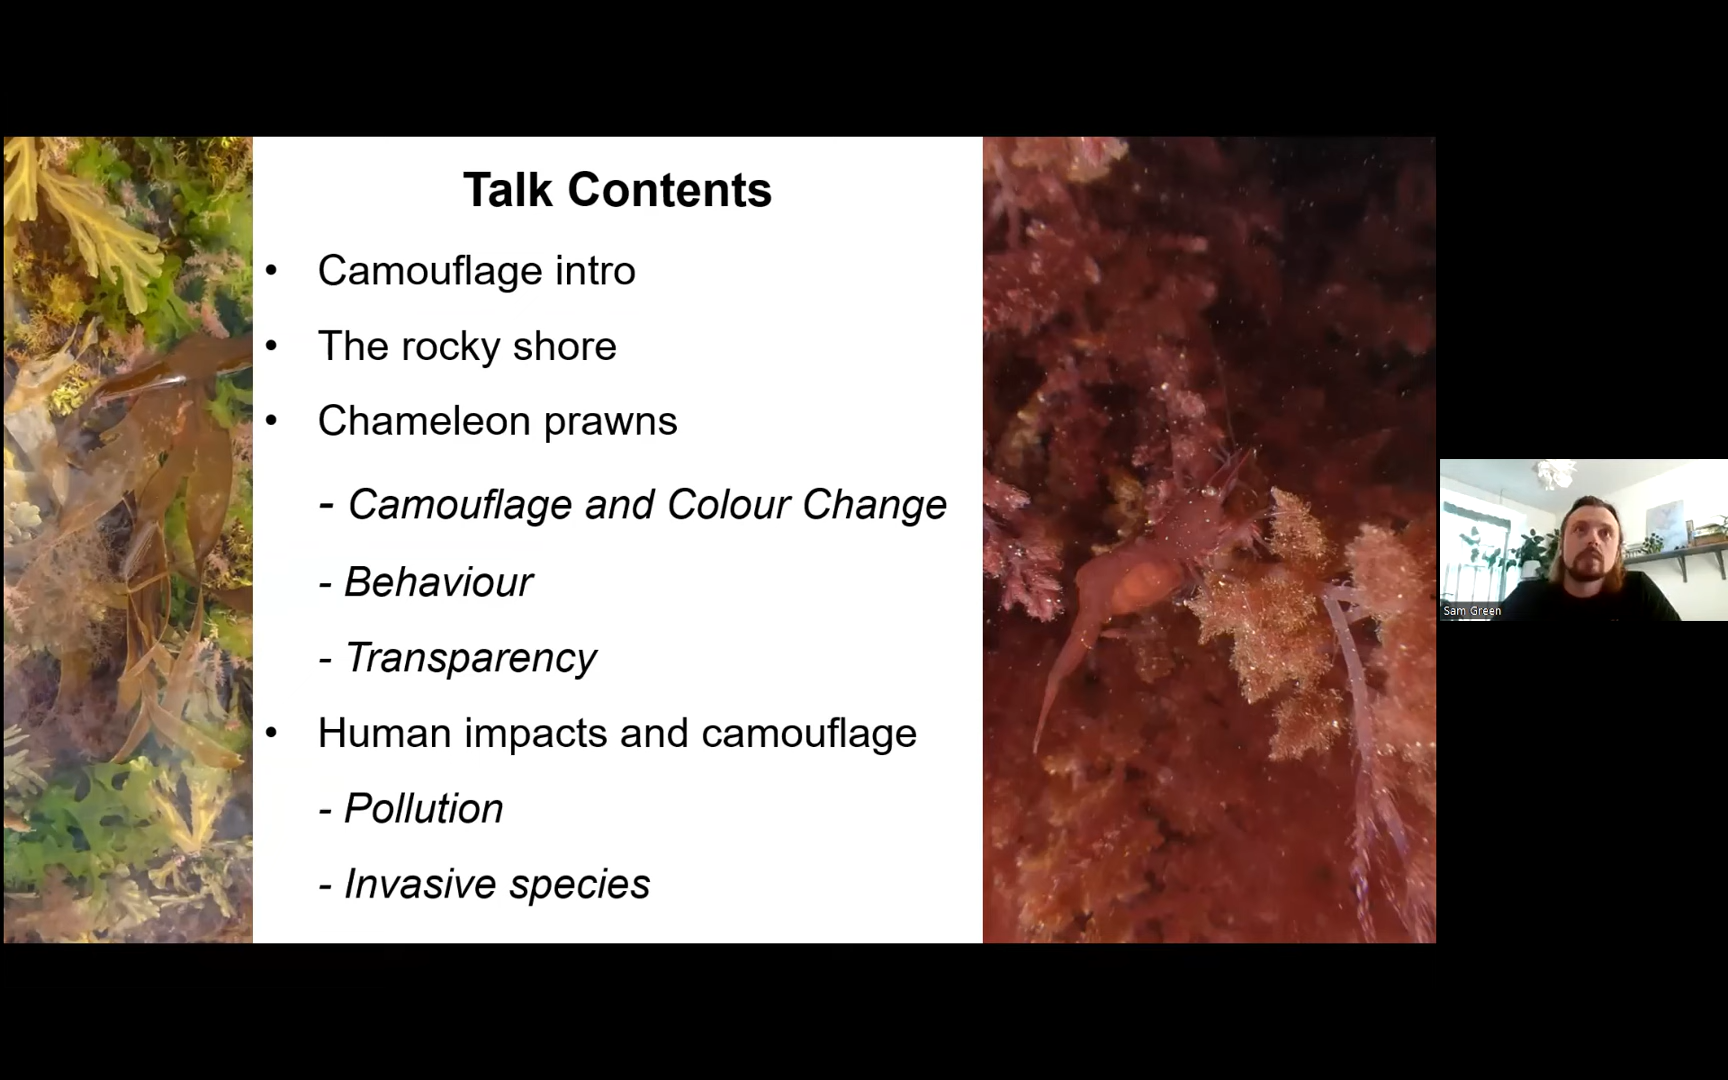 Talk Contents
• Camouflage intro
• The rocky shore
• Chameleon prawns
- Camouflage and Colour Change
- Behaviour
- Transparency
• Human impacts and camouflage
- Pollution
- Invasive species
Sam Green